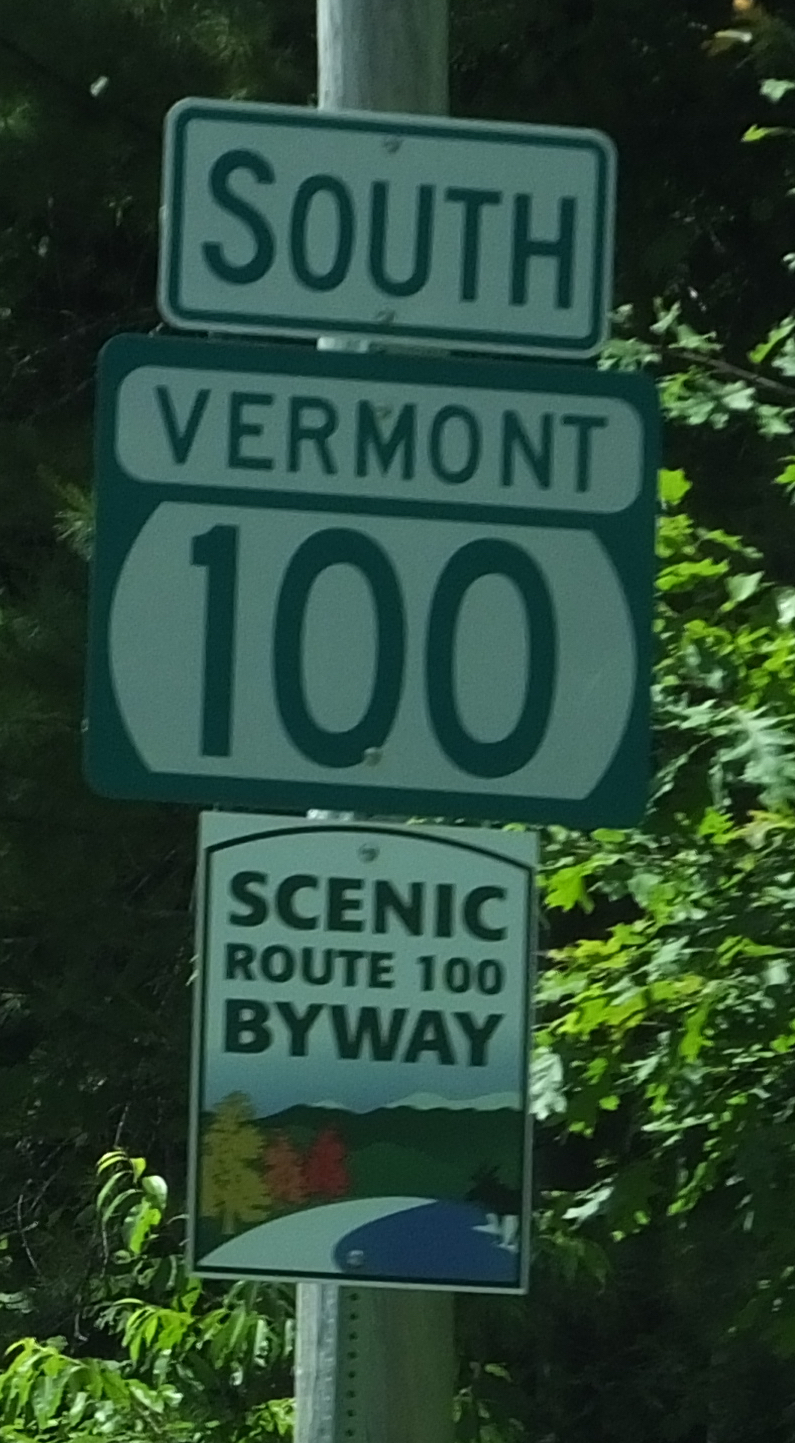 SOUTH
VERMONT
100
SCENIC
ROUTE 100
BYWAY